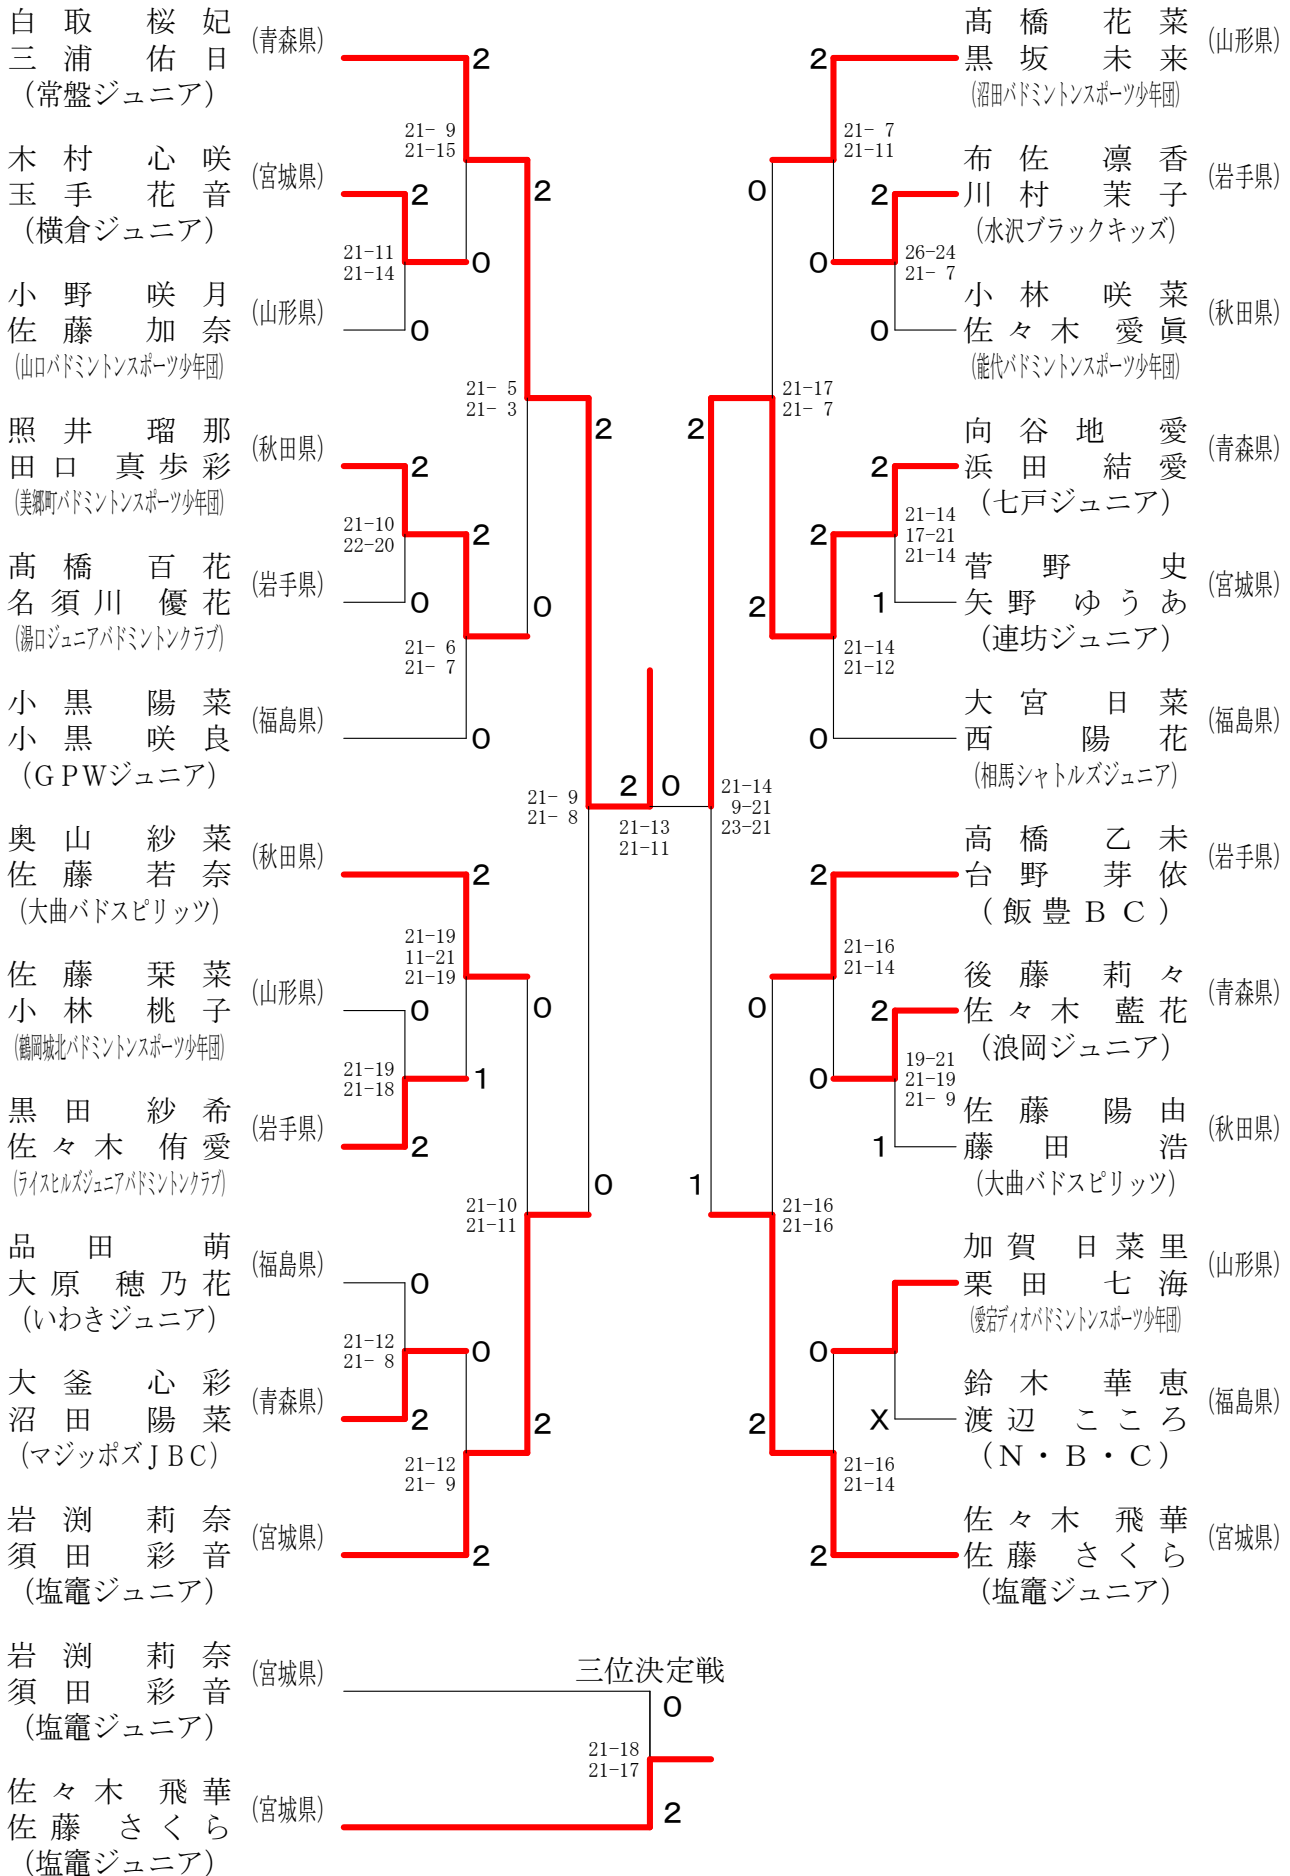 白取 桜妃
三浦 佑日
(青森県)
(常盤ジュニア)
木村 心咲
玉手 花音
(宮城県)
(横倉ジュニア)
小野 咲月
佐藤 加奈
(山形県)
(山口バドミントンスポーツ少年団)
照井 瑠那
田口 真歩彩
(秋田県)
(美郷町バドミントンスポーツ少年団)
髙橋 百花
名須川 優花
(岩手県)
(湯口ジュニアバドミントンクラブ)
小黒 陽菜
小黒 咲良
(福島県)
(GPWジュニア)
奥山 紗菜
佐藤 若奈
(秋田県)
(大曲バドスピリッツ)
佐藤 栞菜
小林 桃子
(山形県)
(鶴岡城北バドミントンスポーツ少年団)
黒田 紗希
佐々木 侑愛
(岩手県)
(ライスヒルズジュニアバドミントンクラブ)
品田 萌
大原 穂乃花
(福島県)
(いわきジュニア)
大釜 心彩
沼田 陽菜
(青森県)
(マジッポズJBC)
岩渕 莉奈
須田 彩音
(宮城県)
(塩竈ジュニア)
2
21- 9
21-15
2
21-11
21-14
0
0
2
21- 5
21- 3
2
21-10
22-20
0
2
21- 6
21- 7
0
0
2
21- 9
21- 8
2
21-19
11-21
21-19
0
21-19
21-18
1
2
0
21-10
21-11
0
0
21-12
21- 8
0
2
2
21-12
21- 9
2
2
0
21-13
21-11
髙橋 花菜
黒坂 未来
(山形県)
(沼田バドミントンスポーツ少年団)
布佐 凛香
川村 茉子
(岩手県)
(水沢ブラックキッズ)
小林 咲菜
佐々木 愛眞
(秋田県)
(能代バドミントンスポーツ少年団)
向谷地 愛
浜田 結愛
(青森県)
(七戸ジュニア)
菅野 史
矢野 ゆうあ
(宮城県)
(連坊ジュニア)
大宮 日菜
西 陽花
(福島県)
(相馬シャトルズジュニア)
高橋 乙未
台野 芽依
(岩手県)
(飯豊BC)
後藤 莉々
佐々木 藍花
(青森県)
(浪岡ジュニア)
佐藤 陽由
藤田 浩
(秋田県)
(大曲バドスピリッツ)
加賀 日菜里
栗田 七海
(山形県)
(愛宕ディオバドミントンスポーツ少年団)
鈴木 華恵
渡辺 こころ
(福島県)
(N・B・C)
佐々木 飛華
佐藤 さくら
(宮城県)
(塩竈ジュニア)
2
21- 7
21-11
0
2
26-24
21- 7
0
0
21-17
21- 7
2
2
21-14
17-21
21-14
2
1
2
21-14
21-12
0
21-14
9-21
23-21
2
21-16
21-14
0
2
19-21
21-19
21- 9
0
1
1
21-16
21-16
0
X
2
21-16
21-14
2
岩渕 莉奈
須田 彩音
(宮城県)
(塩竈ジュニア)
佐々木 飛華
佐藤 さくら
(宮城県)
(塩竈ジュニア)
三位決定戦
0
21-18
21-17
2